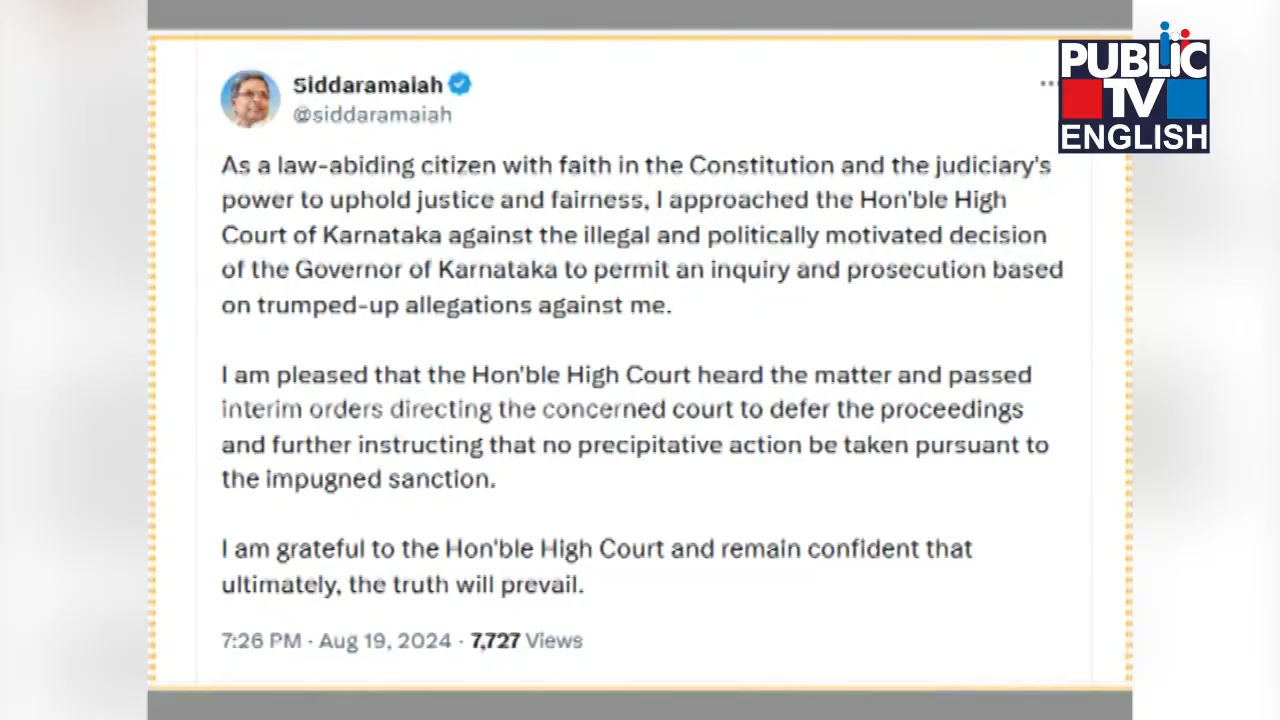 Siddaramaiah
@siddaramaiah
As a law-abiding citizen with faith in the Constitution and the judiciary's
power to uphold justice and fairness, I approached the Hon'ble High
Court of Karnataka against the illegal and politically motivated decision
of the Governor of Karnataka to permit an inquiry and prosecution based
on trumped-up allegations against me.
I am pleased that the Hon'ble High Court heard the matter and passed
interim orders directing the concerned court to defer the proceedings
and further instructing that no precipitative action be taken pursuant to
the impugned sanction.
I am grateful to the Hon'ble High Court and remain confident that
ultimately, the truth will prevail.
7:26 PM · Aug 19, 2024 · 7,727 Views
PUBLiC
TV
ENGLISH